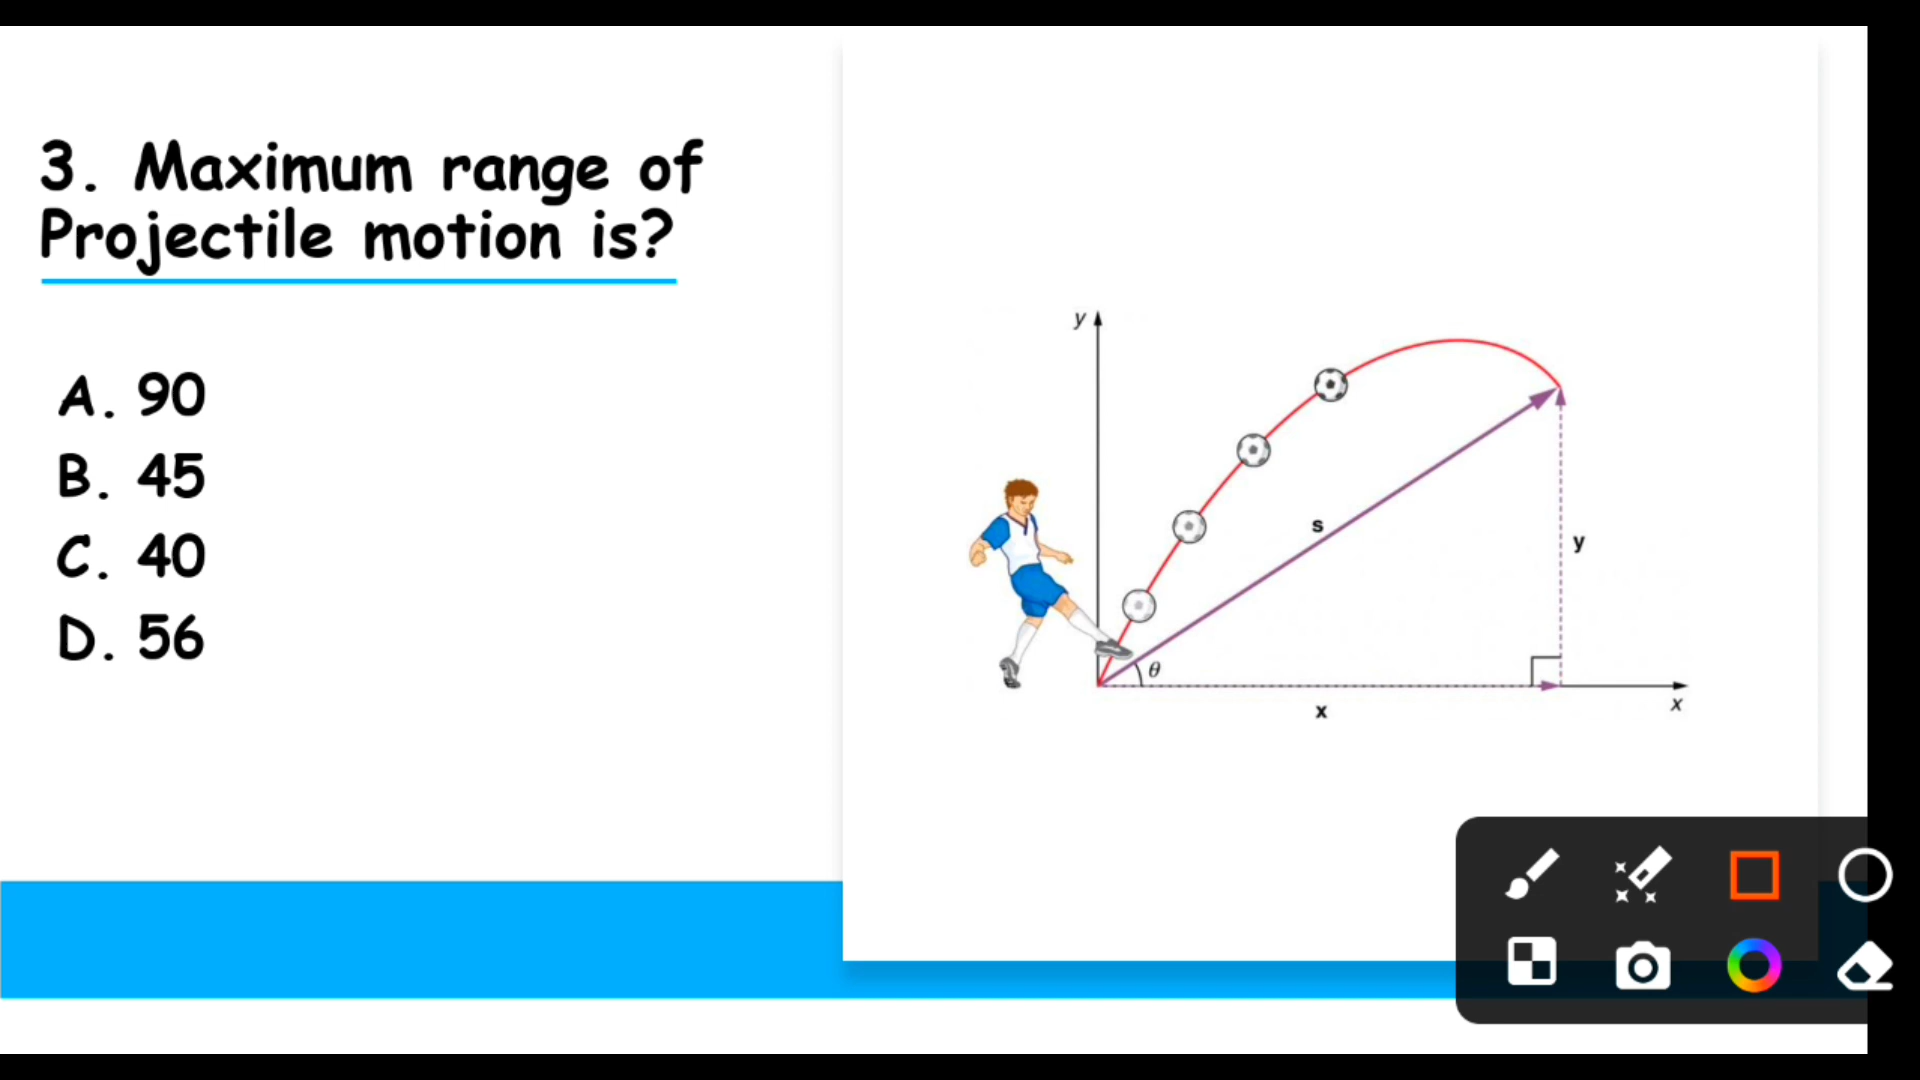 3. Maximum range of
Projectile motion is?
A. 90
B. 45
C. 40
D. 56
y
s
y
θ
x
x